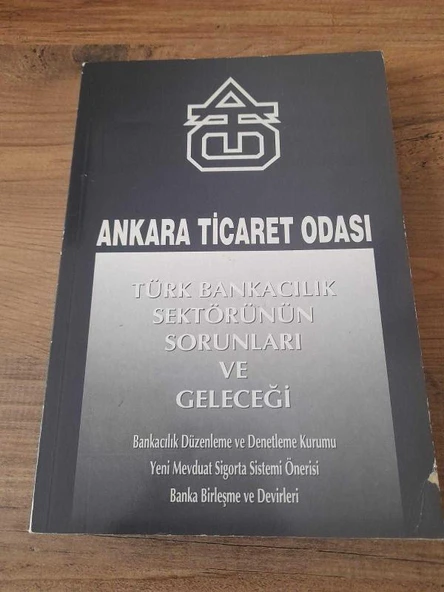 ANKARA TİCARET ODASI
TÜRK BANKACILIK
SEKTÖRÜNÜN
SORUNLARI
VE
GELECEĞİ
Bankacılık Düzenleme ve Denetleme Kurumu
Yeni Mevduat Sigorta Sistemi Önerisi
Banka Birleşme ve Devirleri